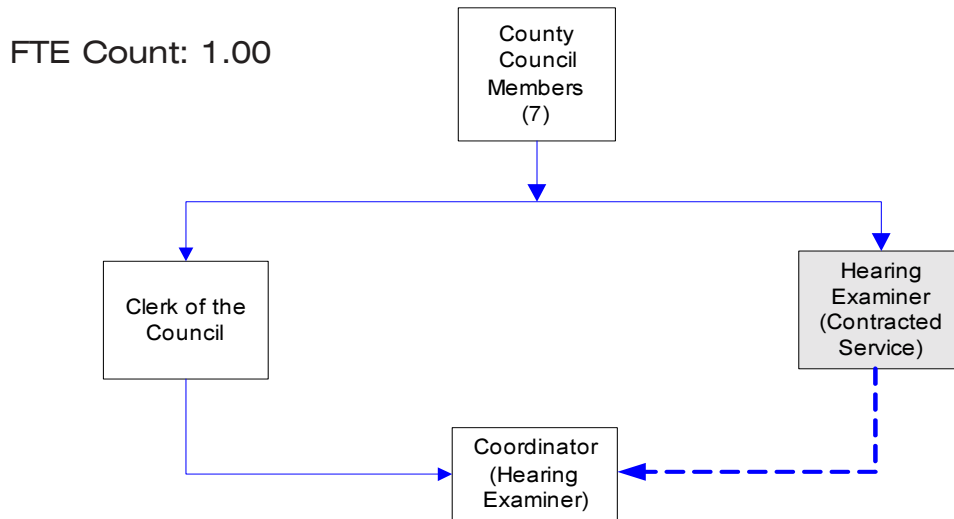 FTE Count: 1.00
County
Council
Members
(7)
Clerk of the
Council
Hearing
Examiner
(Contracted
Service)
Coordinator
(Hearing
Examiner)